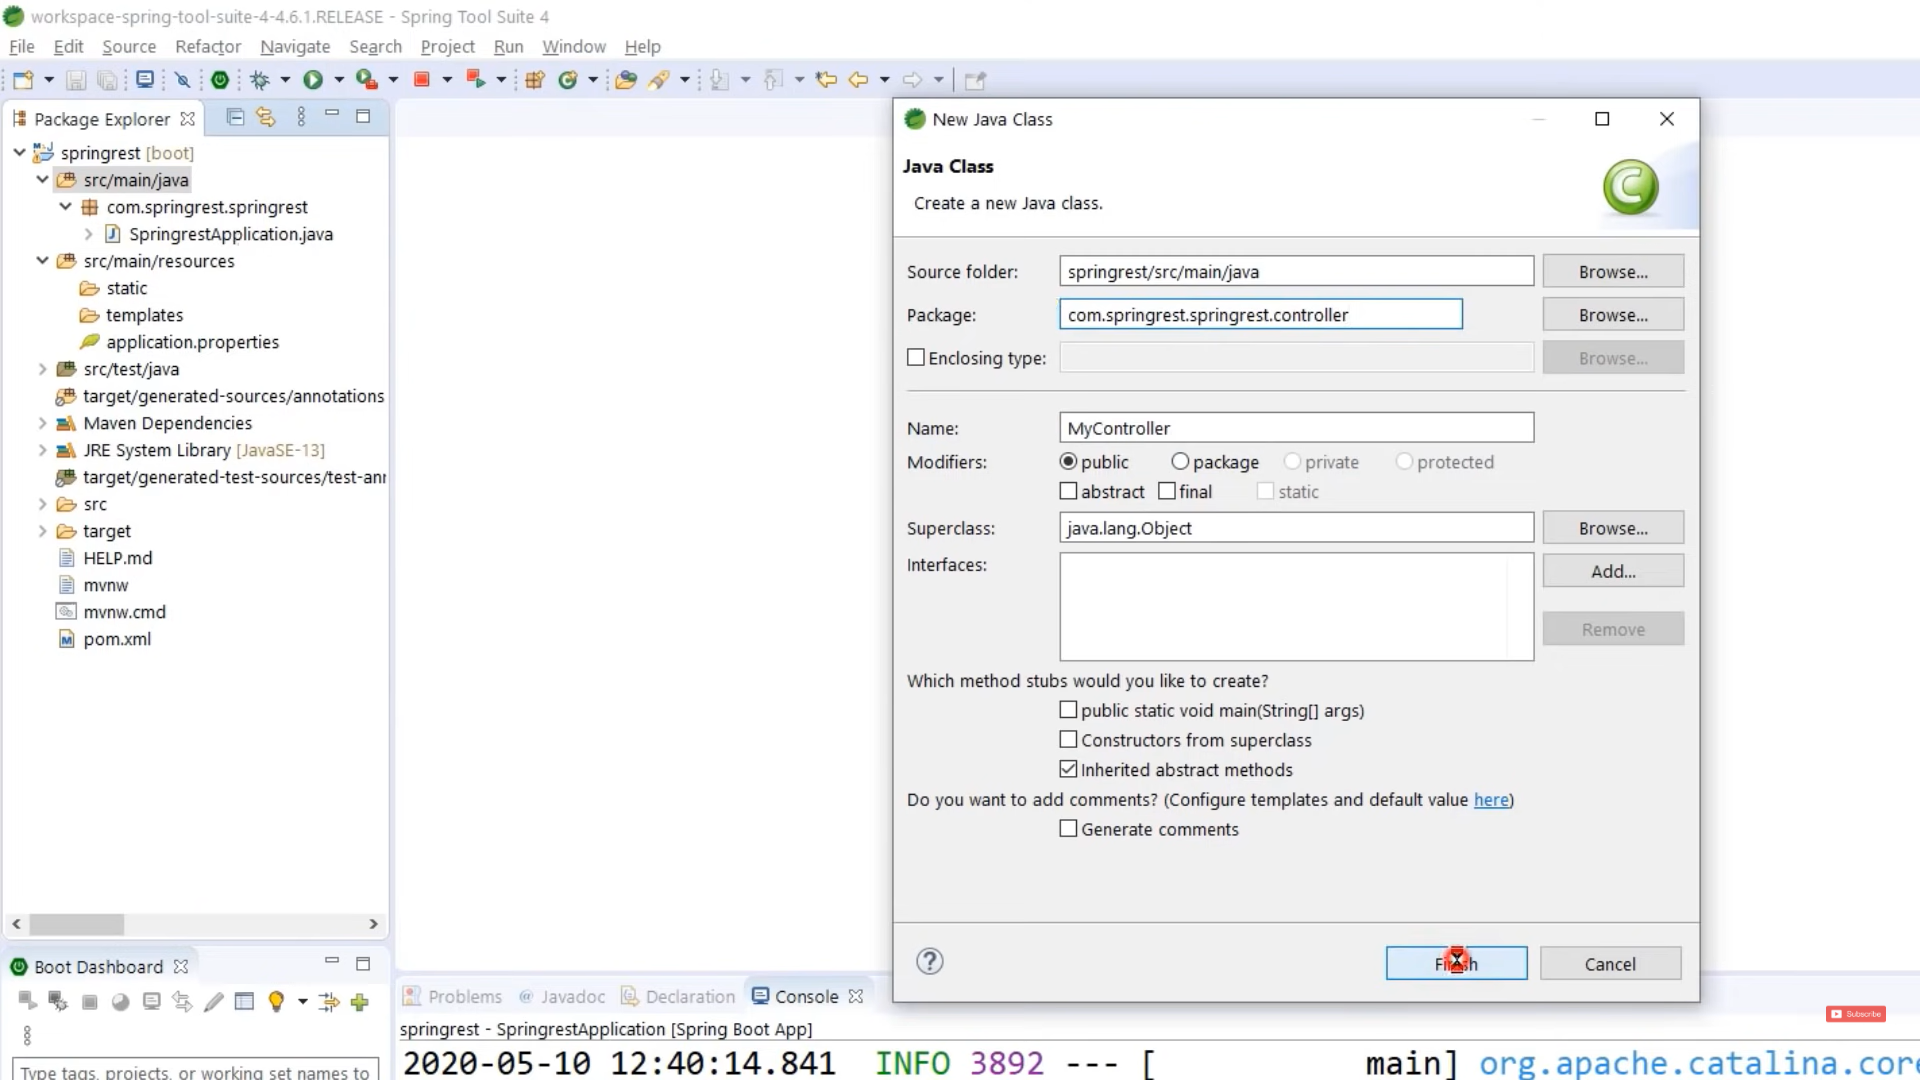 workspace-spring-tool-suite-4-4.6.1.RELEASE - Spring Tool Suite 4
File Edit Source Refactor Navigate Search Project Run Window Help
Package Explorer
springrest [boot]
src/main/java
com.springrest.springrest
SpringrestApplication.java
src/main/resources
static
templates
application.properties
src/test/java
target/generated-sources/annotations
Maven Dependencies
JRE System Library [JavaSE-13]
target/generated-test-sources/test-anr
src
target
HELP.md
mvnw
mvnw.cmd
pom.xml
Boot Dashboard
Type tags, projects, or working set names to
New Java Class
Java Class
Create a new Java class.
Source folder: springrest/src/main/java Browse...
Package: com.springrest.springrest.controller Browse...
Enclosing type: Browse...
Name: MyController
Modifiers: public package private protected
abstract final static
Superclass: java.lang.Object Browse...
Interfaces: Add...
Remove
Which method stubs would you like to create?
public static void main(String[] args)
Constructors from superclass
Inherited abstract methods
Do you want to add comments? (Configure templates and default value here)
Generate comments
Finish Cancel
Problems Javadoc Declaration Console
springrest - SpringrestApplication [Spring Boot App]
2020-05-10 12:40:14.841 INFO 3892 --- [ main] org.apache.catalina.core
Subscribe